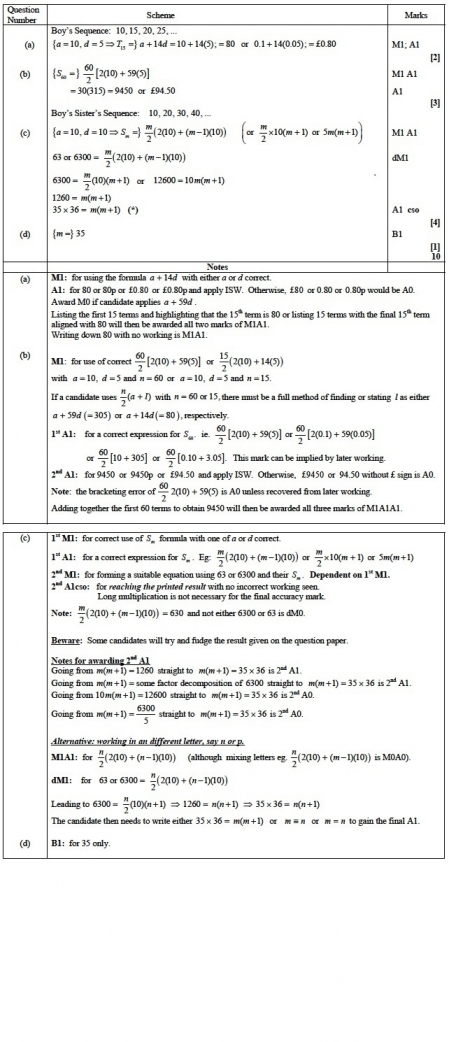 Question Number Scheme Marks
Boy's Sequence: 10, 15, 20, 25, ...
(a) {a = 10, d = 5 ⇒ T₁₅ =} a + 14d = 10 + 14(5); = 80 or 0.1 + 14(0.05); = £0.80 M1; A1
[2]
(b) {S₆₀ =} 60/2 [2(10) + 59(5)] M1 A1
= 30(315) = 9450 or £94.50 A1
[3]
Boy's Sister's Sequence: 10, 20, 30, 40, ...
(c) {a = 10, d = 10 ⇒ Sₘ =} m/2 (2(10) + (m − 1)(10)) (or m/2 × 10(m + 1) or 5m(m + 1)) M1 A1
63 or 6300 = m/2 (2(10) + (m − 1)(10)) dM1
6300 = m/2 (10)(m + 1) or 12600 = 10m(m + 1)
1260 = m(m + 1)
35 × 36 = m(m + 1) (*) A1 cso
[4]
(d) {m =} 35 B1
[1]
10
Notes
(a) M1: for using the formula a + 14d with either a or d correct.
A1: for 80 or 80p or £0.80 or £0.80p and apply ISW. Otherwise, £80 or 0.80 or 0.80p would be A0.
Award M0 if candidate applies a + 59d.
Listing the first 15 terms and highlighting that the 15th term is 80 or listing 15 terms with the final 15th term
aligned with 80 will then be awarded all two marks of M1A1.
Writing down 80 with no working is M1A1.
(b) M1: for use of correct 60/2 [2(10) + 59(5)] or 15/2 (2(10) + 14(5))
with a = 10, d = 5 and n = 60 or a = 10, d = 5 and n = 15.
If a candidate uses n/2 (a + l) with n = 60 or 15, there must be a full method of finding or stating l as either
a + 59d (= 305) or a + 14d (= 80), respectively.
1st A1: for a correct expression for S₆₀. ie. 60/2 [2(10) + 59(5)] or 60/2 [2(0.1) + 59(0.05)]
or 60/2 [10 + 305] or 60/2 [0.10 + 3.05]. This mark can be implied by later working.
2nd A1: for 9450 or 9450p or £94.50 and apply ISW. Otherwise, £9450 or 94.50 without £ sign is A0.
Note: the bracketing error of 60/2 2(10) + 59(5) is A0 unless recovered from later working.
Adding together the first 60 terms to obtain 9450 will then be awarded all three marks of M1A1A1.
(c) 1st M1: for correct use of Sₘ formula with one of a or d correct.
1st A1: for a correct expression for Sₘ. Eg: m/2 (2(10) + (m − 1)(10)) or m/2 × 10(m + 1) or 5m(m + 1)
2nd M1: for forming a suitable equation using 63 or 6300 and their Sₘ. Dependent on 1st M1.
2nd A1cso: for reaching the printed result with no incorrect working seen.
Long multiplication is not necessary for the final accuracy mark.
Note: m/2 (2(10) + (m − 1)(10)) = 630 and not either 6300 or 63 is dM0.
Beware: Some candidates will try and fudge the result given on the question paper.
Notes for awarding 2nd A1
Going from m(m + 1) = 1260 straight to m(m + 1) = 35 × 36 is 2nd A1.
Going from m(m + 1) = some factor decomposition of 6300 straight to m(m + 1) = 35 × 36 is 2nd A1.
Going from 10m(m + 1) = 12600 straight to m(m + 1) = 35 × 36 is 2nd A0.
Going from m(m + 1) = 6300/5 straight to m(m + 1) = 35 × 36 is 2nd A0.
Alternative: working in an different letter, say n or p.
M1A1: for n/2 (2(10) + (n − 1)(10)) (although mixing letters eg. n/2 (2(10) + (m − 1)(10)) is M0A0).
dM1: for 63 or 6300 = n/2 (2(10) + (n − 1)(10))
Leading to 6300 = n/2 (10)(n + 1) ⇒ 1260 = n(n + 1) ⇒ 35 × 36 = n(n + 1)
The candidate then needs to write either 35 × 36 = m(m + 1) or m ≡ n or m = n to gain the final A1.
(d) B1: for 35 only.